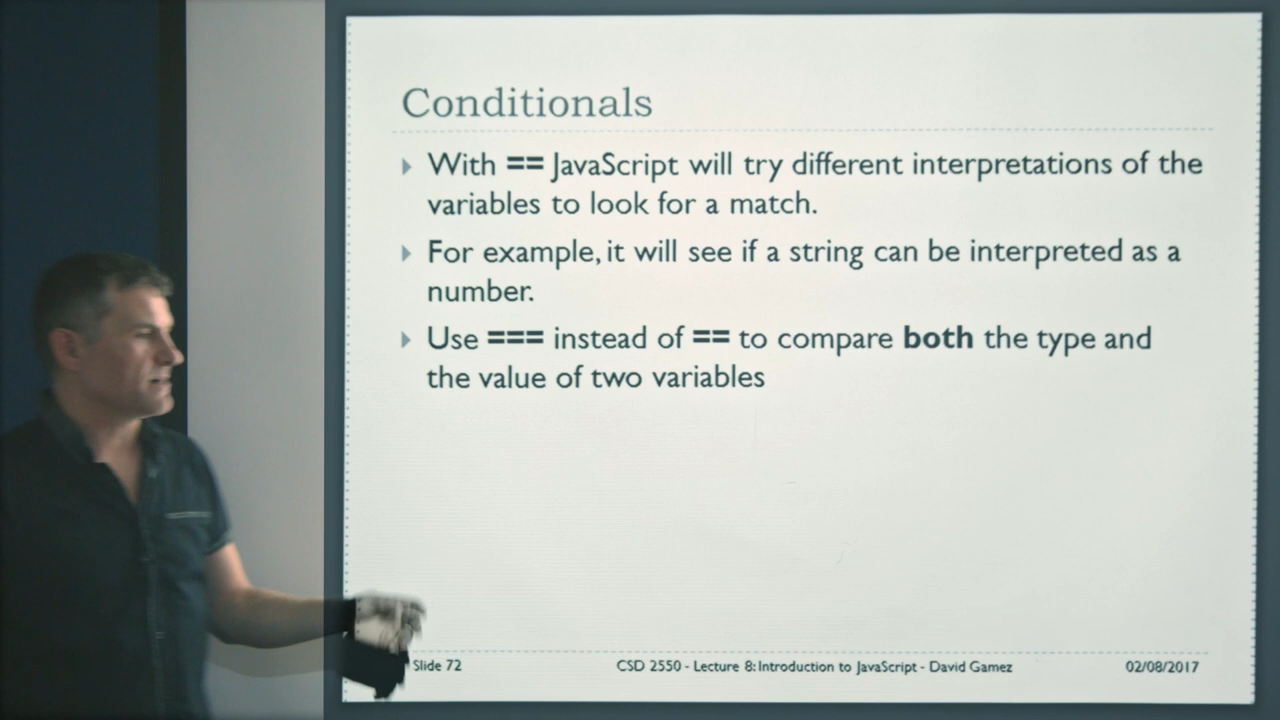 Conditionals
With == JavaScript will try different interpretations of the
variables to look for a match.
For example, it will see if a string can be interpreted as a
number.
Use === instead of == to compare both the type and
the value of two variables
Slide 72
CSD 2550 - Lecture 8: Introduction to JavaScript - David Gamez
02/08/2017